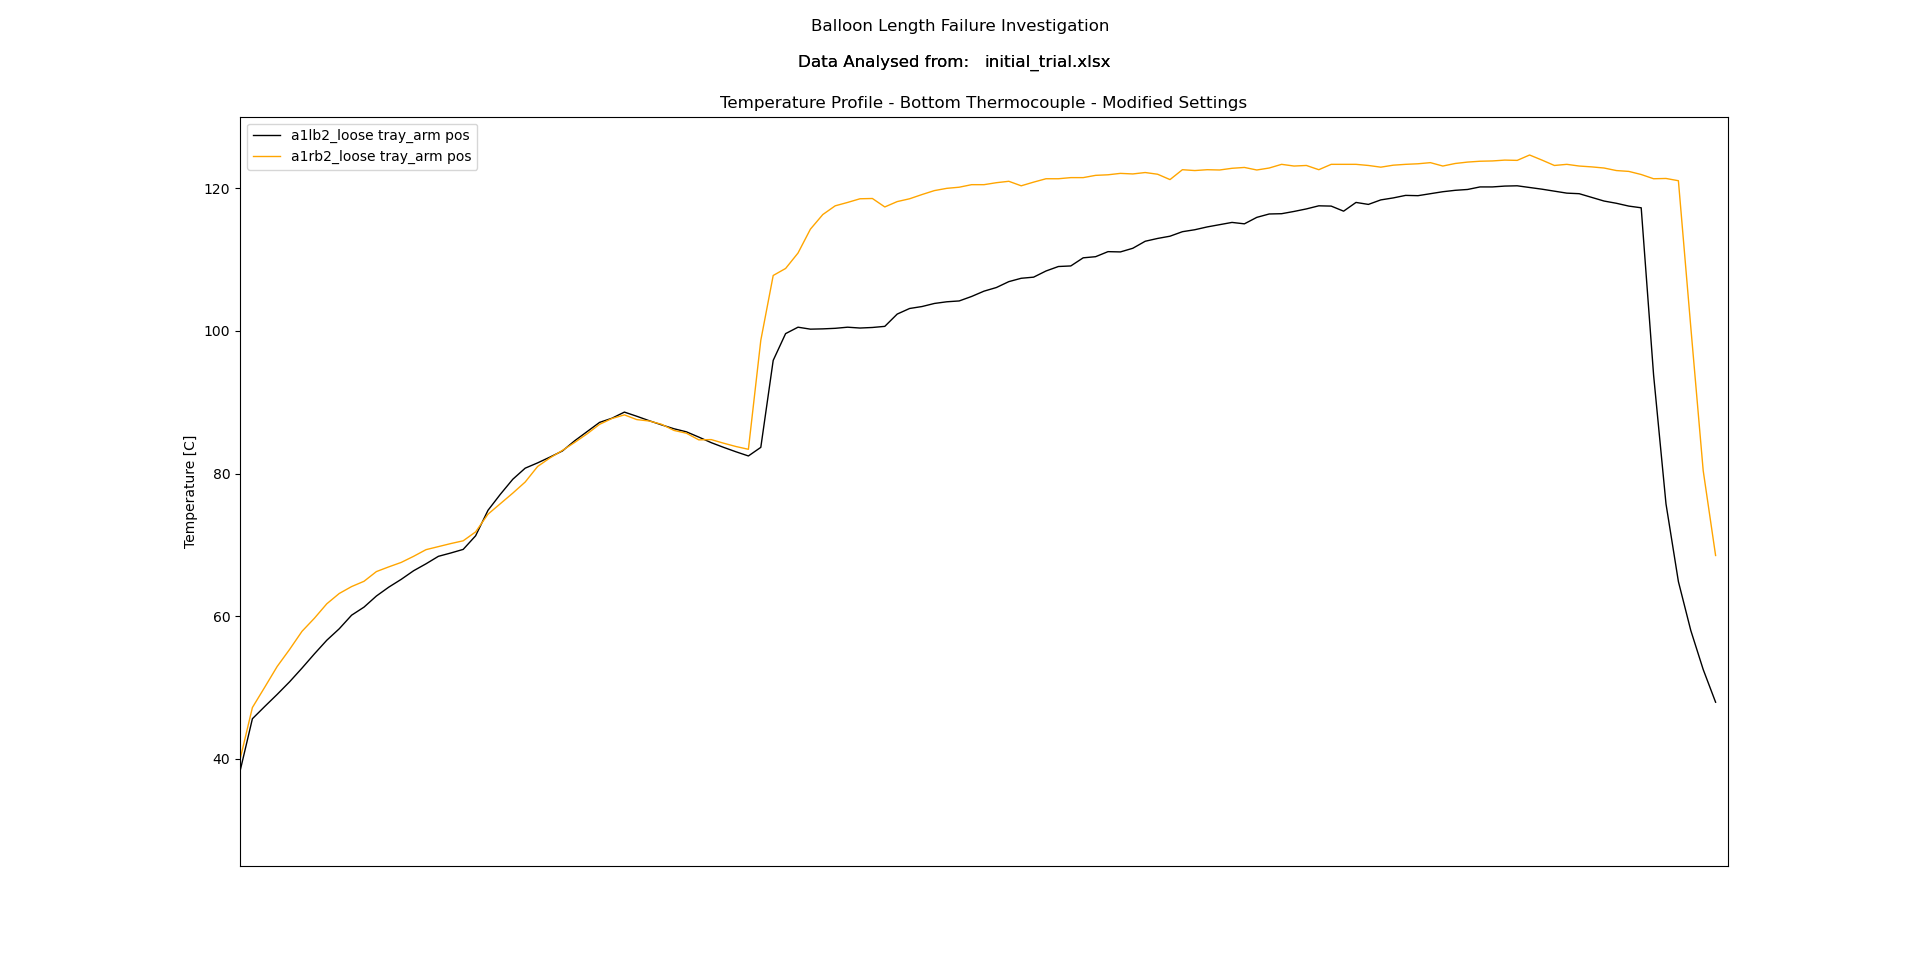 Balloon Length Failure Investigation
Data Analysed from: initial_trial.xlsx
Temperature Profile - Bottom Thermocouple - Modified Settings
a1lb2_loose tray_arm pos
a1rb2_loose tray_arm pos
120
100
80
60
40
Temperature [C]